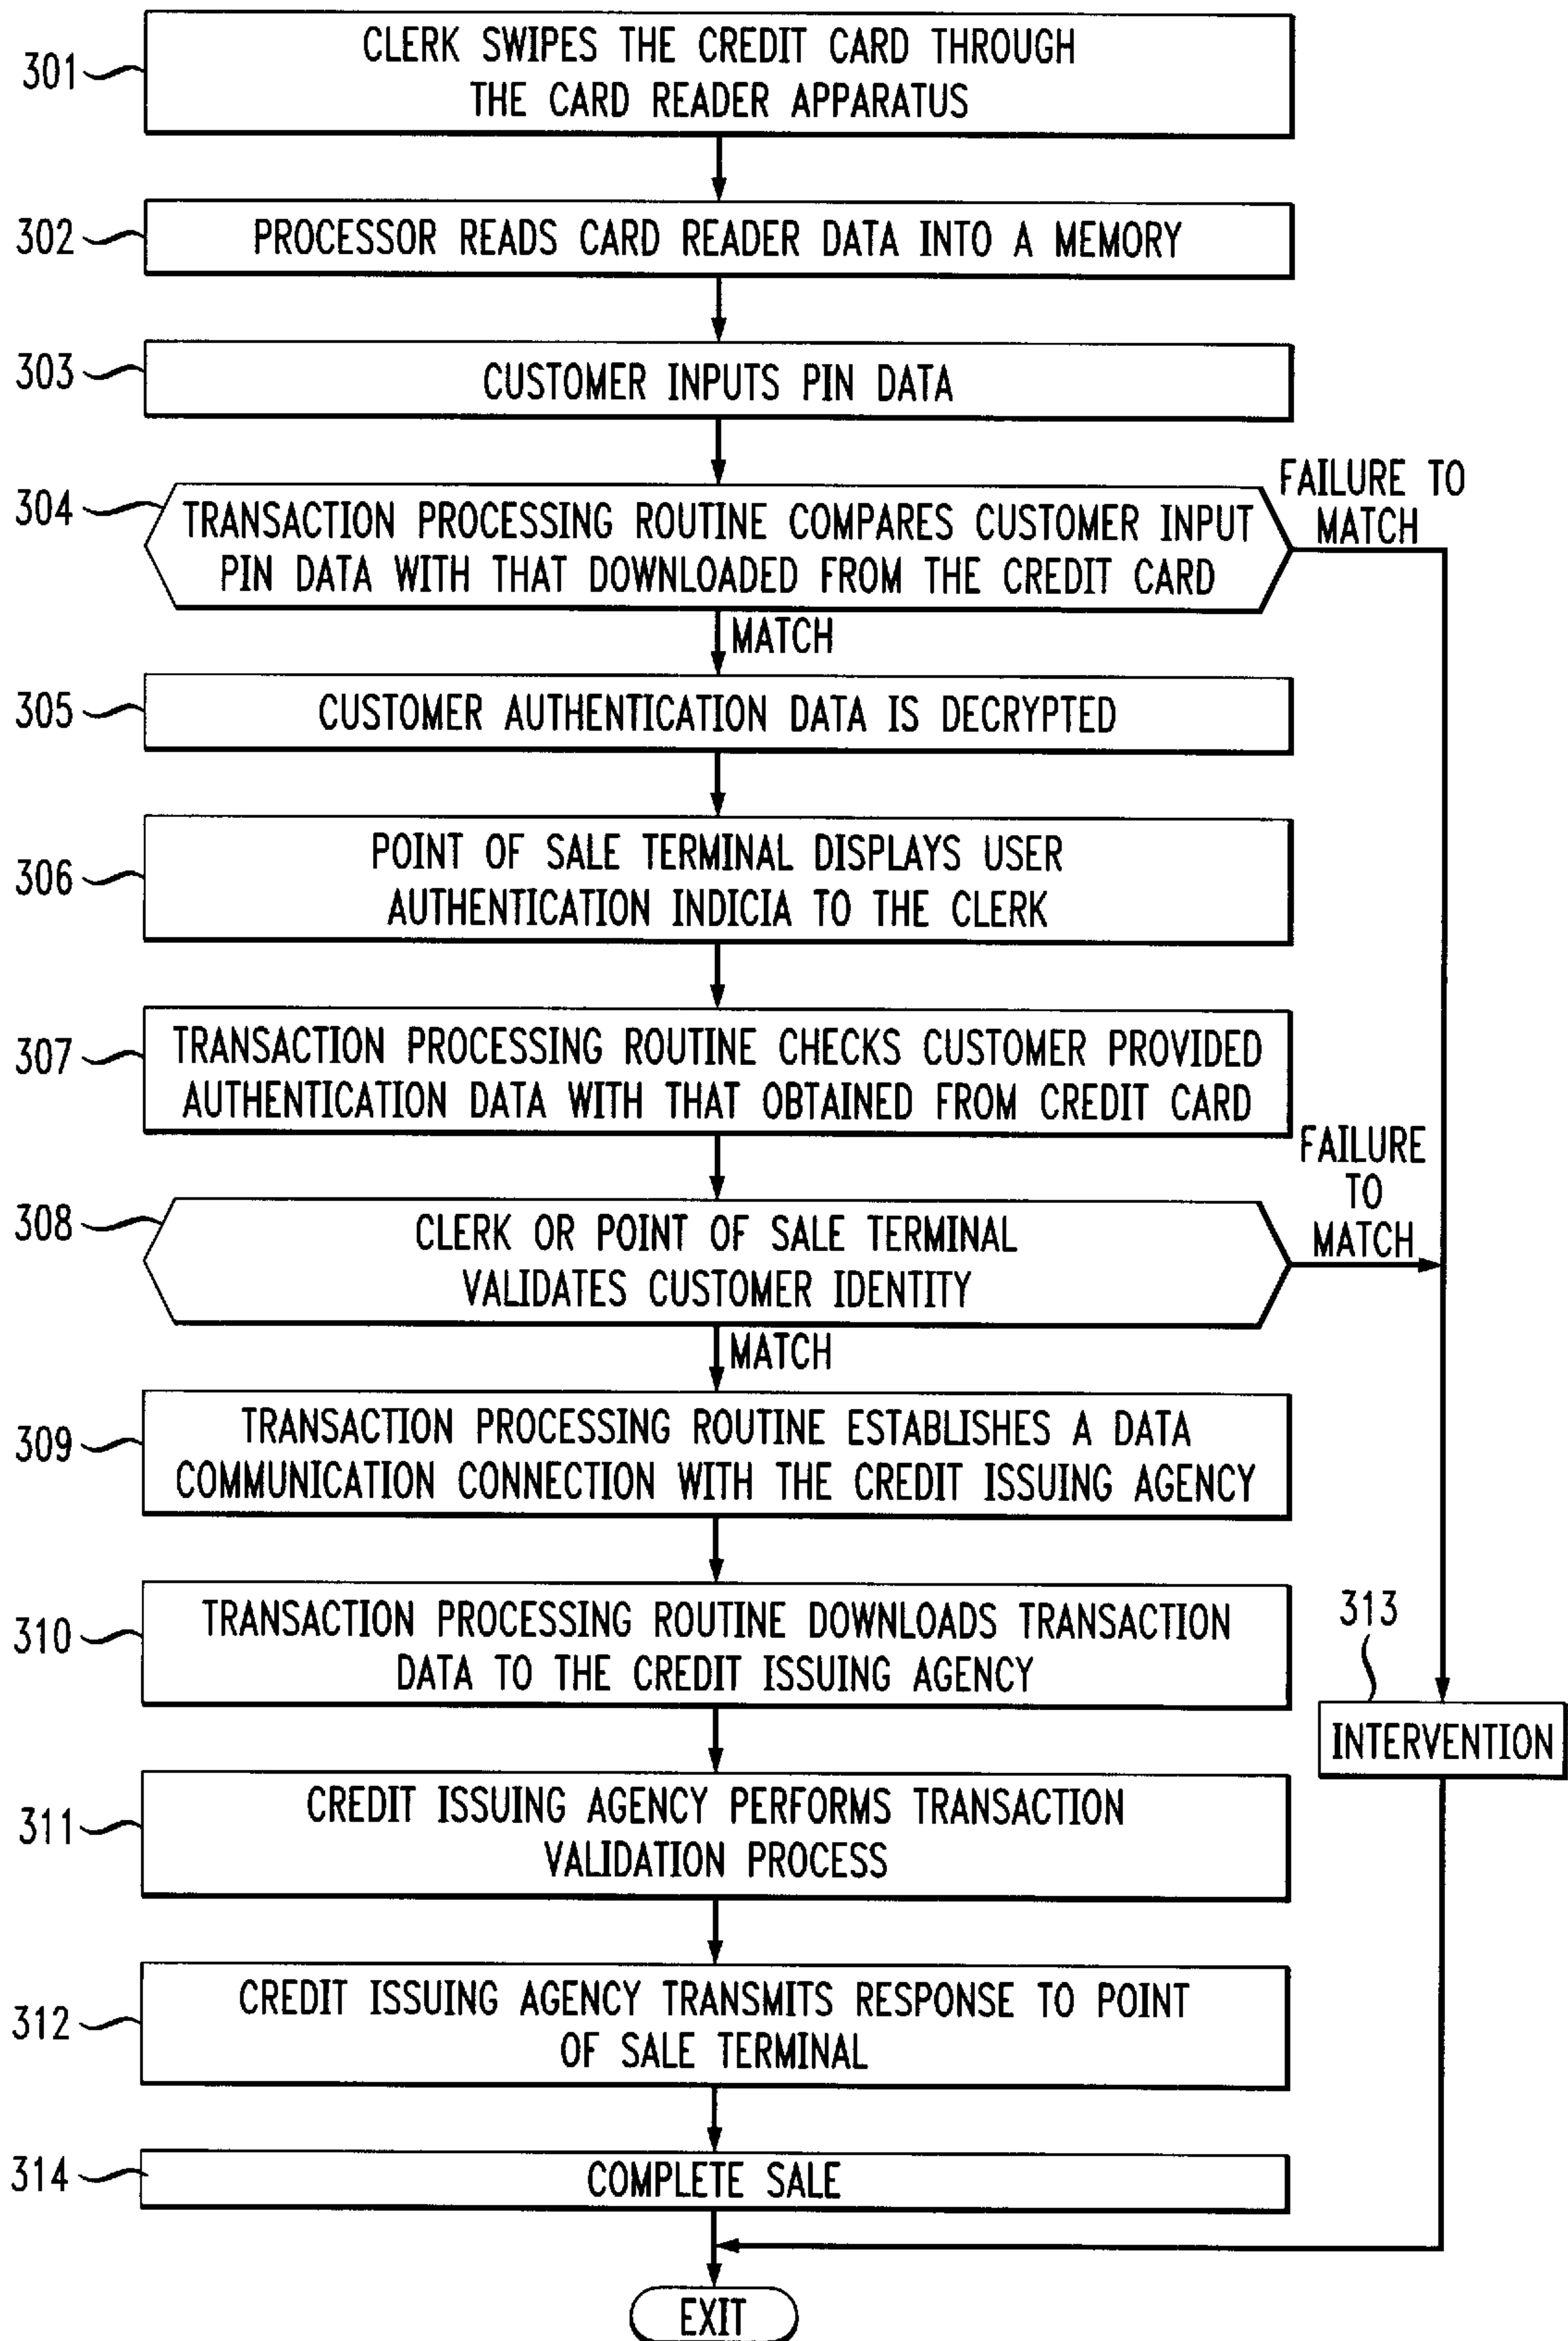 301
CLERK SWIPES THE CREDIT CARD THROUGH
THE CARD READER APPARATUS
302
PROCESSOR READS CARD READER DATA INTO A MEMORY
303
CUSTOMER INPUTS PIN DATA
304
TRANSACTION PROCESSING ROUTINE COMPARES CUSTOMER INPUT
PIN DATA WITH THAT DOWNLOADED FROM THE CREDIT CARD
FAILURE TO
MATCH
MATCH
305
CUSTOMER AUTHENTICATION DATA IS DECRYPTED
306
POINT OF SALE TERMINAL DISPLAYS USER
AUTHENTICATION INDICIA TO THE CLERK
307
TRANSACTION PROCESSING ROUTINE CHECKS CUSTOMER PROVIDED
AUTHENTICATION DATA WITH THAT OBTAINED FROM CREDIT CARD
308
CLERK OR POINT OF SALE TERMINAL
VALIDATES CUSTOMER IDENTITY
FAILURE
TO
MATCH
MATCH
309
TRANSACTION PROCESSING ROUTINE ESTABLISHES A DATA
COMMUNICATION CONNECTION WITH THE CREDIT ISSUING AGENCY
310
TRANSACTION PROCESSING ROUTINE DOWNLOADS TRANSACTION
DATA TO THE CREDIT ISSUING AGENCY
313
INTERVENTION
311
CREDIT ISSUING AGENCY PERFORMS TRANSACTION
VALIDATION PROCESS
312
CREDIT ISSUING AGENCY TRANSMITS RESPONSE TO POINT
OF SALE TERMINAL
314
COMPLETE SALE
EXIT